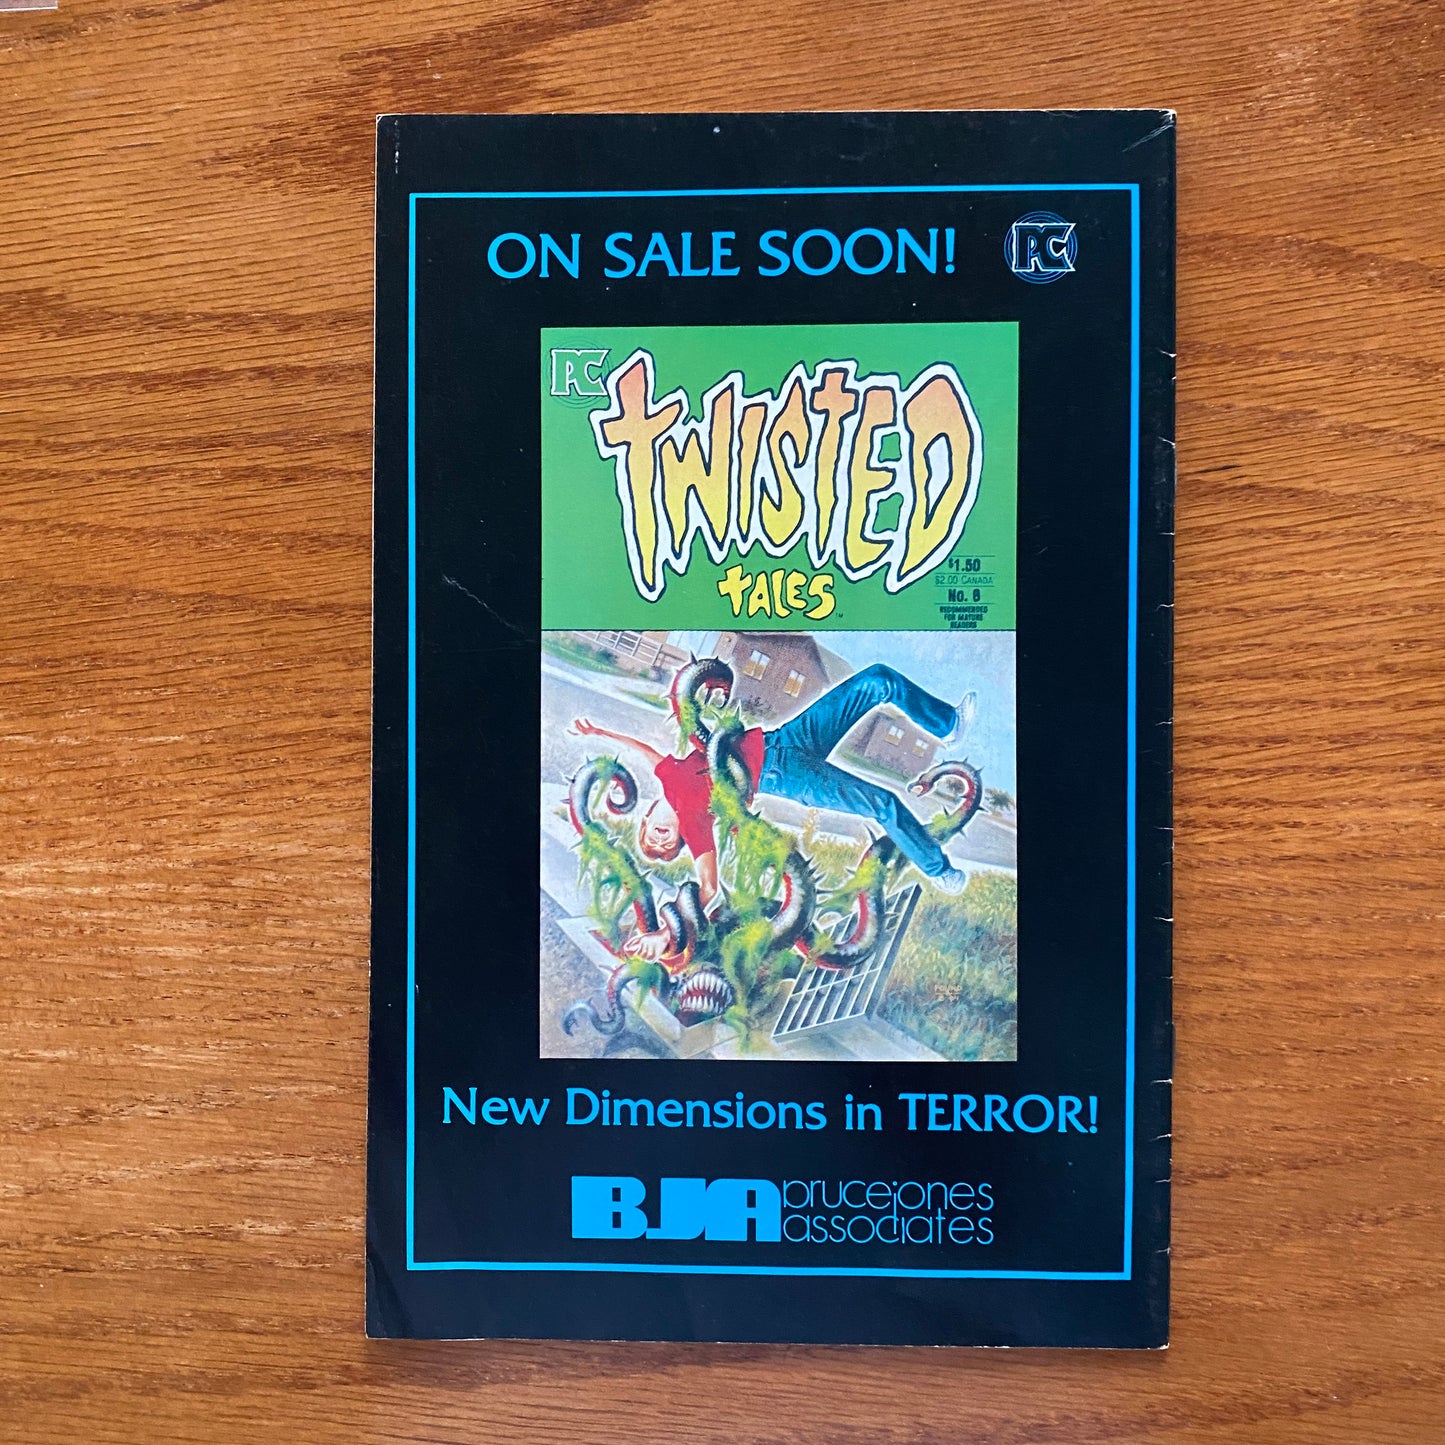 ON SALE SOON!
PC
PC
TWISTED
TALES
TM
$1.50
$2.00 CANADA
No. 8
RECOMMENDED
FOR MATURE
READERS
New Dimensions in TERROR!
BJA brucejones
associates